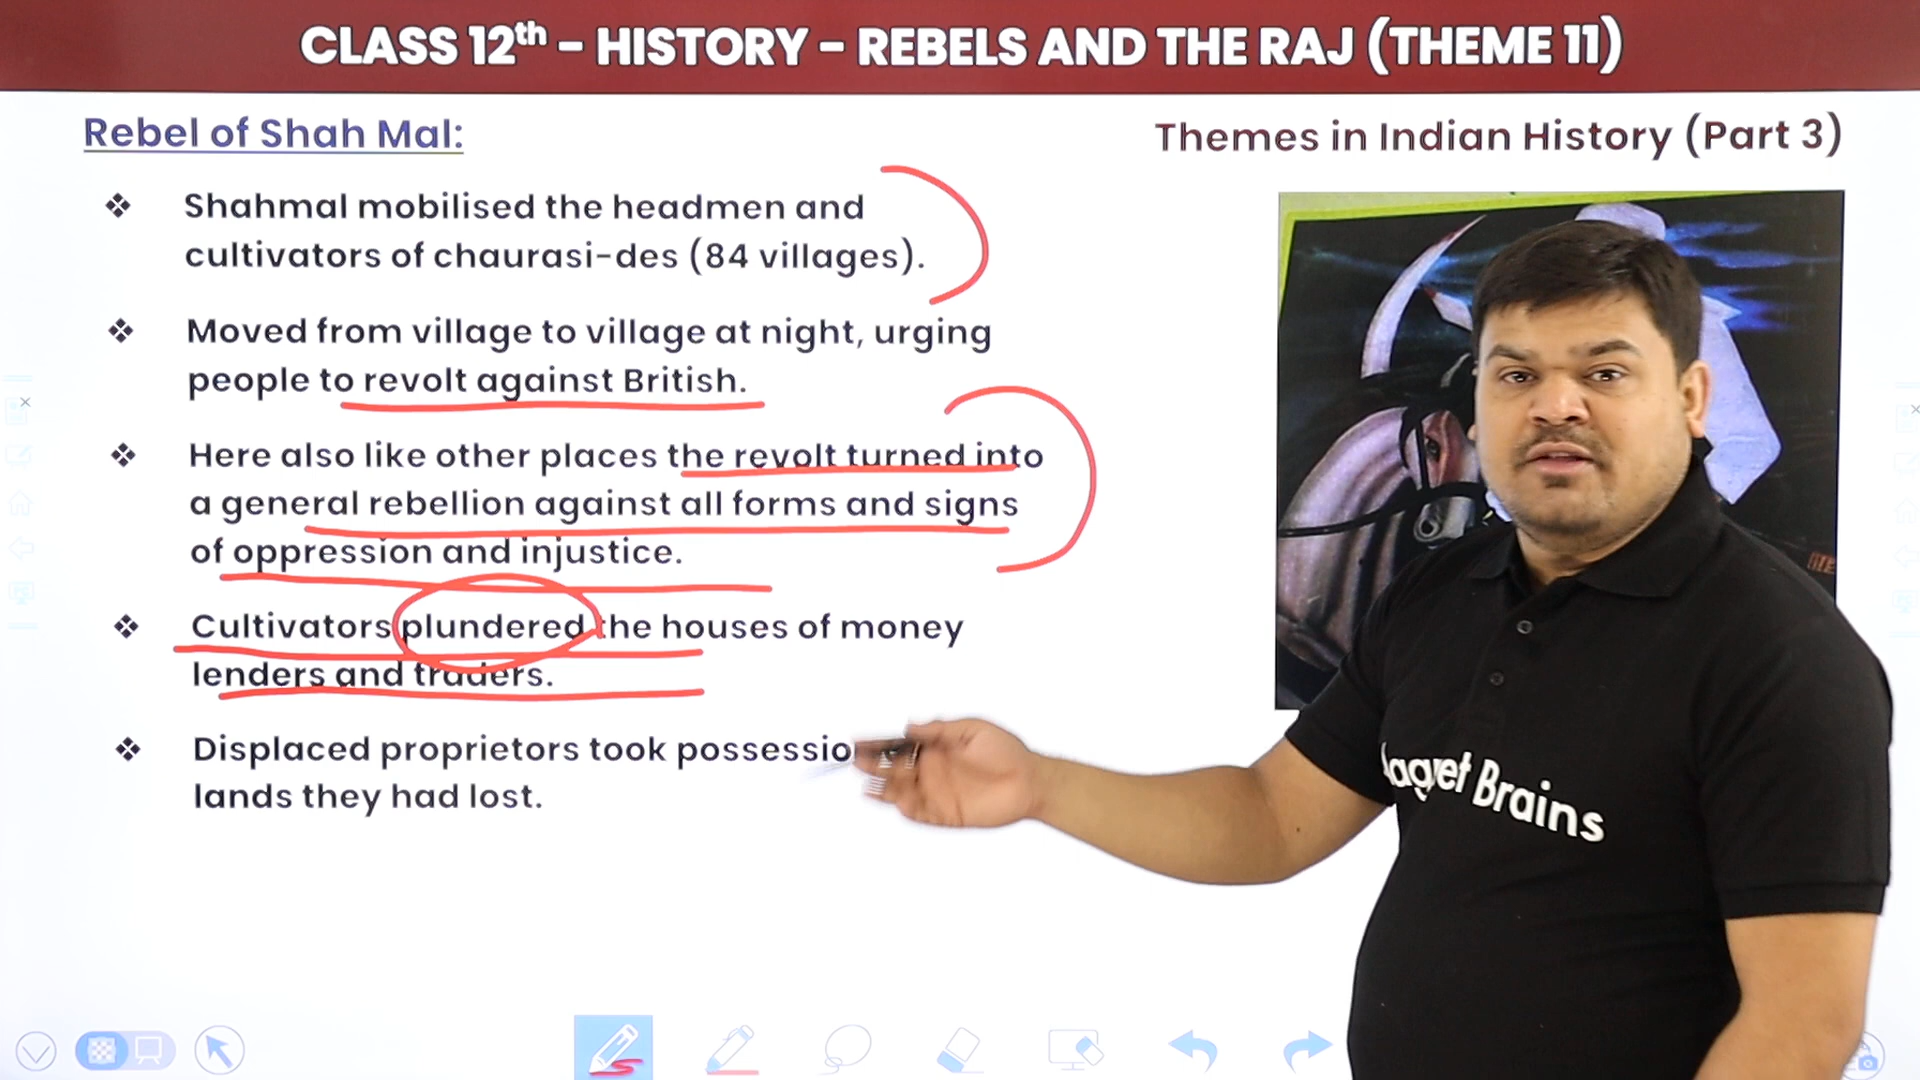 CLASS 12th - HISTORY - REBELS AND THE RAJ (THEME 11)
Rebel of Shah Mal:
Themes in Indian History (Part 3)
❖ Shahmal mobilised the headmen and
cultivators of chaurasi-des (84 villages).
❖ Moved from village to village at night, urging
people to revolt against British.
❖ Here also like other places the revolt turned into
a general rebellion against all forms and signs
of oppression and injustice.
❖ Cultivators plundered the houses of money
lenders and traders.
❖ Displaced proprietors took
lands they had lost.
Brains